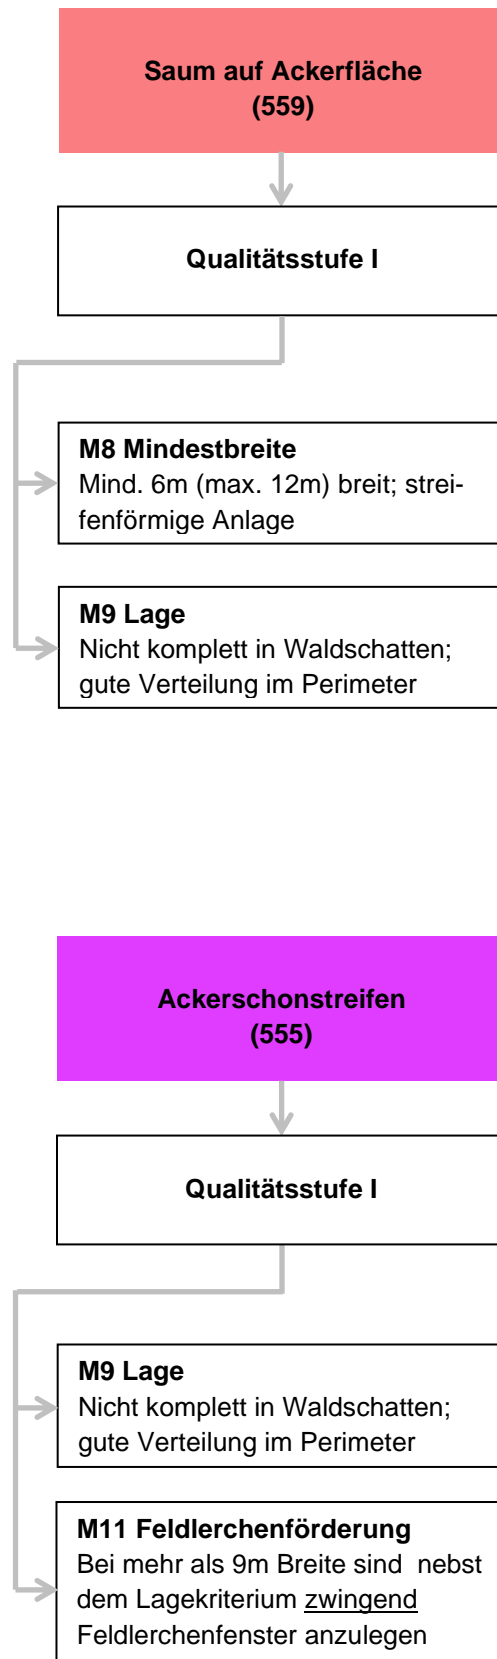 Saum auf Ackerfläche
(559)
Qualitätsstufe I
M8 Mindestbreite
Mind. 6m (max. 12m) breit; strei-
fenförmige Anlage
M9 Lage
Nicht komplett in Waldschatten;
gute Verteilung im Perimeter
Ackerschonstreifen
(555)
Qualitätsstufe I
M9 Lage
Nicht komplett in Waldschatten;
gute Verteilung im Perimeter
M11 Feldlerchenförderung
Bei mehr als 9m Breite sind  nebst
dem Lagekriterium zwingend
Feldlerchenfenster anzulegen